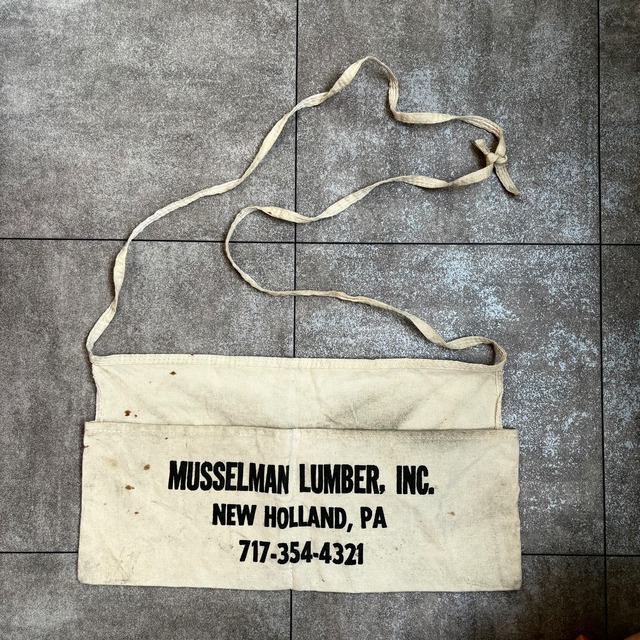 MUSSELMAN LUMBER, INC.
NEW HOLLAND, PA
717-354-4321